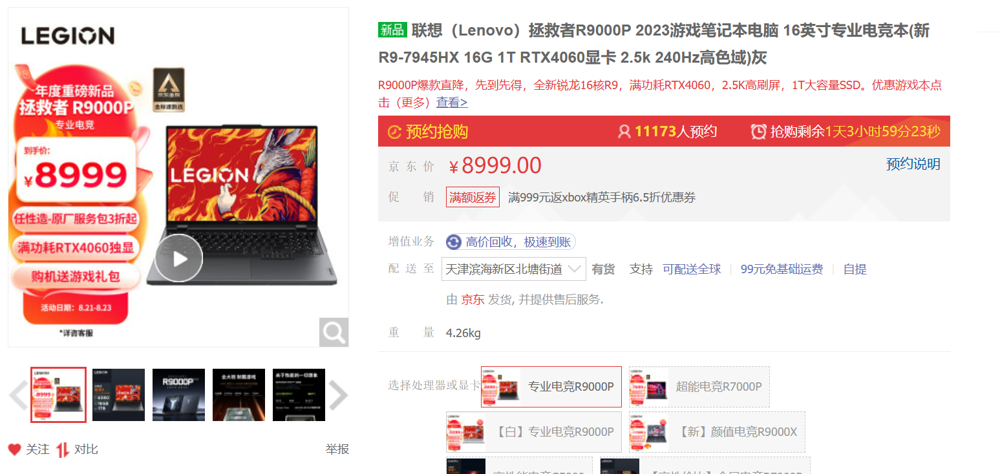 LEGION
年度重磅新品
拯救者 R9000P
专业电竞
到手价：
¥8999
任性造-原厂服务包3折起
满功耗RTX4060独显
购机送游戏礼包
活动日期：8.21-8.23
*详咨客服
京东金榜
金标准甄选
LEGION
关注 对比 举报
新品 联想（Lenovo）拯救者R9000P 2023游戏笔记本电脑 16英寸专业电竞本(新
R9-7945HX 16G 1T RTX4060显卡 2.5k 240Hz高色域)灰
R9000P爆款直降，先到先得，全新锐龙16核R9，满功耗RTX4060，2.5K高刷屏，1T大容量SSD。优惠游戏本点
击（更多）查看>
预约抢购 11173人预约 抢购剩余1天3小时59分23秒
京东价 ￥8999.00 预约说明
促销 满额返券 满999元返xbox精英手柄6.5折优惠券
增值业务 高价回收，极速到账
配送至 天津滨海新区北塘街道 有货 支持 可配送全球 99元免基础运费 自提
由 京东 发货, 并提供售后服务.
重量 4.26kg
选择处理器或显卡 专业电竞R9000P 超能电竞R7000P
【白】专业电竞R9000P 【新】颜值电竞R9000X